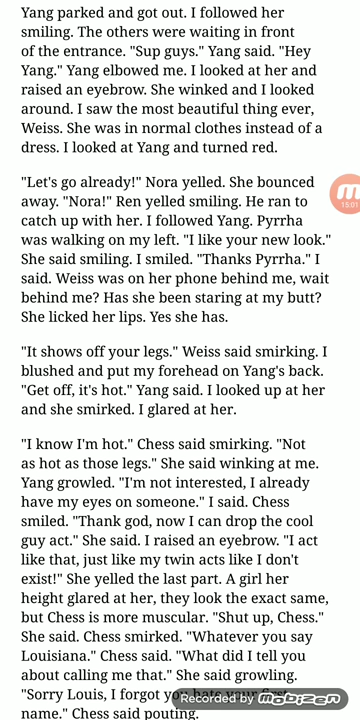 Yang parked and got out. I followed her
smiling. The others were waiting in front
of the entrance. "Sup guys." Yang said. "Hey
Yang." Yang elbowed me. I looked at her and
raised an eyebrow. She winked and I looked
around. I saw the most beautiful thing ever,
Weiss. She was in normal clothes instead of a
dress. I looked at Yang and turned red.
"Let's go already!" Nora yelled. She bounced
away. "Nora!" Ren yelled smiling. He ran to
catch up with her. I followed Yang. Pyrrha
was walking on my left. "I like your new look."
She said smiling. I smiled. "Thanks Pyrrha." I
said. Weiss was on her phone behind me, wait
behind me? Has she been staring at my butt?
She licked her lips. Yes she has.
15:01
"It shows off your legs." Weiss said smirking. I
blushed and put my forehead on Yang's back.
"Get off, it's hot." Yang said. I looked up at her
and she smirked. I glared at her.
"I know I'm hot." Chess said smirking. "Not
as hot as those legs." She said winking at me.
Yang growled. "I'm not interested, I already
have my eyes on someone." I said. Chess
smiled. "Thank god, now I can drop the cool
guy act." She said. I raised an eyebrow. "I act
like that, just like my twin acts like I don't
exist!" She yelled the last part. A girl her
height glared at her, they look the exact same,
but Chess is more muscular. "Shut up, Chess."
She said. Chess smirked. "Whatever you say
Louisiana." Chess said. "What did I tell you
about calling me that." She said growling.
"Sorry Louis, I forgot you hate your first
name." Chess said pouting.
Recorded by mobizen